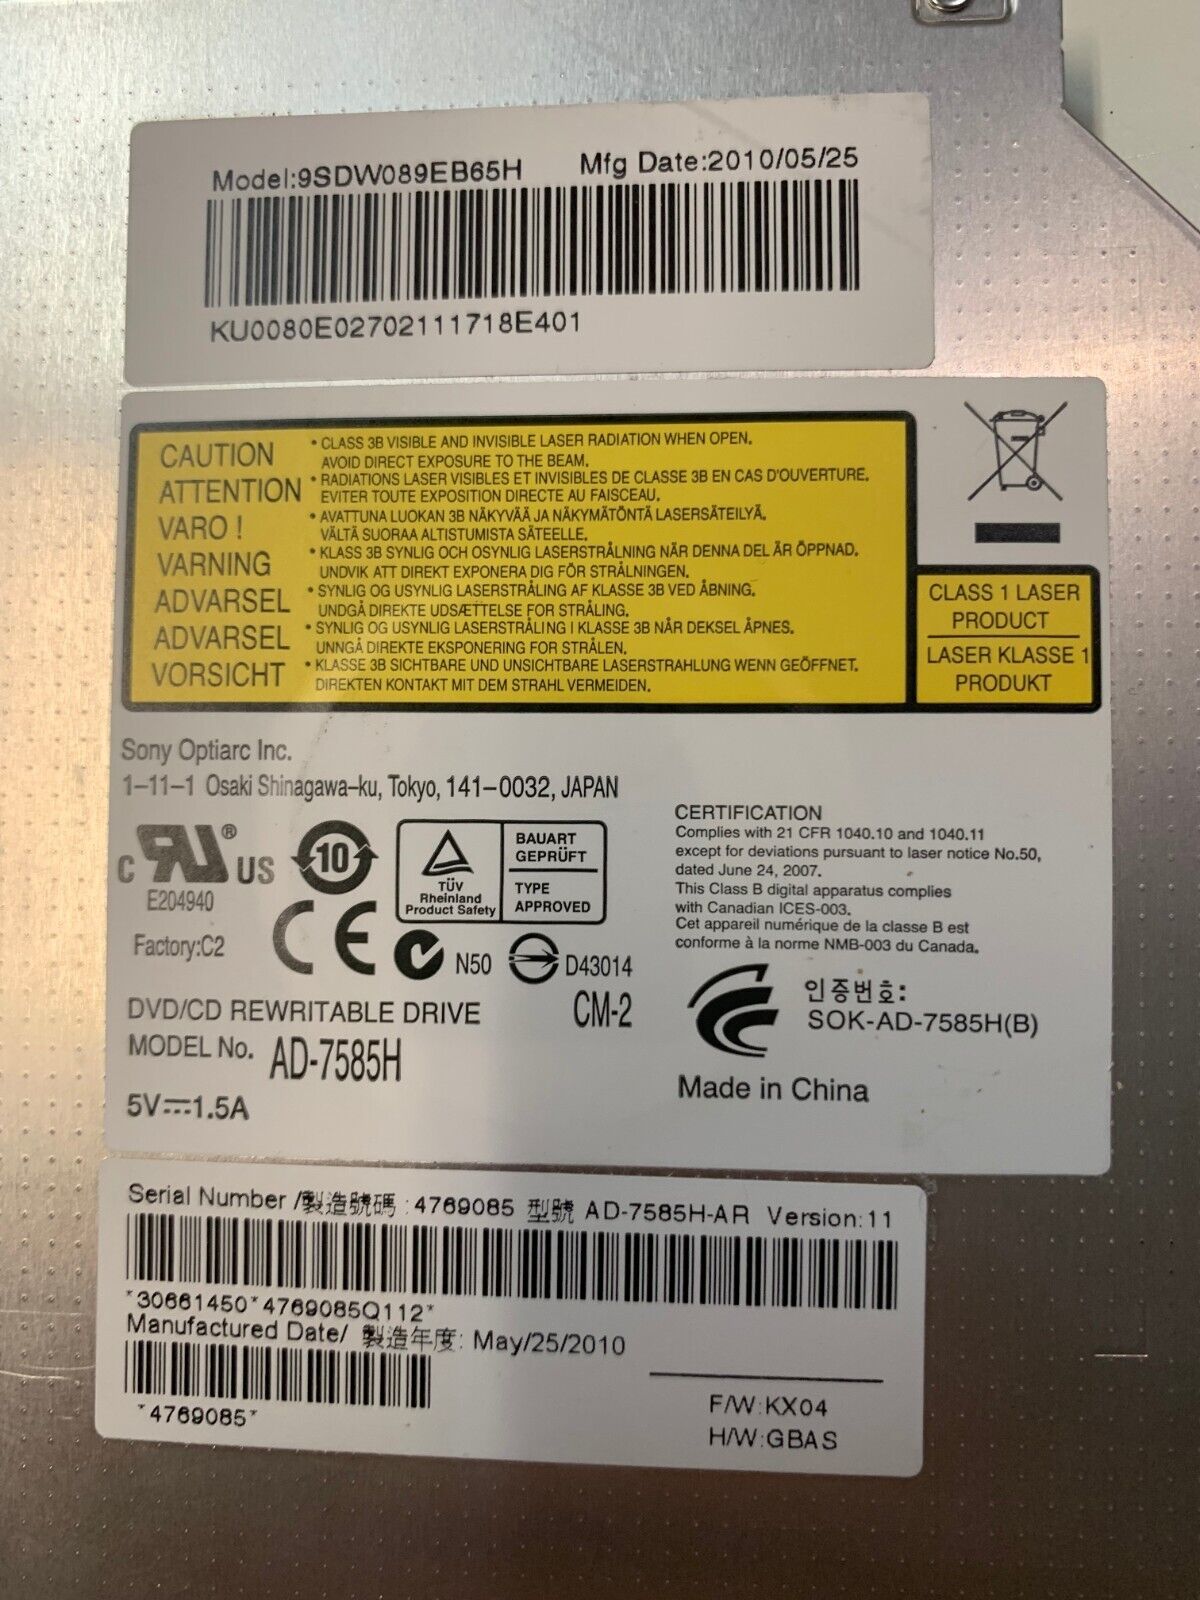 Model:9SDW089EB65H Mfg Date:2010/05/25
KU0080E02702111718E401
CAUTION
• CLASS 3B VISIBLE AND INVISIBLE LASER RADIATION WHEN OPEN.
AVOID DIRECT EXPOSURE TO THE BEAM.
ATTENTION
• RADIATIONS LASER VISIBLES ET INVISIBLES DE CLASSE 3B EN CAS D'OUVERTURE.
EVITER TOUTE EXPOSITION DIRECTE AU FAISCEAU.
VARO !
• AVATTUNA LUOKAN 3B NÄKYVÄÄ JA NÄKYMÄTÖNTÄ LASERSÄTEILYÄ.
VÄLTÄ SUORAA ALTISTUMISTA SÄTEELLE.
VARNING
• KLASS 3B SYNLIG OCH OSYNLIG LASERSTRÅLNING NÄR DENNA DEL ÄR ÖPPNAD.
UNDVIK ATT DIREKT EXPONERA DIG FÖR STRÅLNINGEN.
ADVARSEL
• SYNLIG OG USYNLIG LASERSTRÅLING AF KLASSE 3B VED ÅBNING.
UNDGÅ DIREKTE UDSÆTTELSE FOR STRÅLING.
ADVARSEL
• SYNLIG OG USYNLIG LASERSTRÅLING I KLASSE 3B NÅR DEKSEL ÅPNES.
UNNGÅ DIREKTE EKSPONERING FOR STRÅLEN.
VORSICHT
• KLASSE 3B SICHTBARE UND UNSICHTBARE LASERSTRAHLUNG WENN GEÖFFNET.
DIREKTEN KONTAKT MIT DEM STRAHL VERMEIDEN.
CLASS 1 LASER
PRODUCT
LASER KLASSE 1
PRODUKT
Sony Optiarc Inc.
1-11-1 Osaki Shinagawa-ku, Tokyo, 141-0032, JAPAN
C RU® US
E204940
Factory:C2
10
TÜV
Rheinland
Product Safety
BAUART
GEPRÜFT
TYPE
APPROVED
CE
N50
D43014
CM-2
DVD/CD REWRITABLE DRIVE
MODEL No. AD-7585H
5V⎓1.5A
CERTIFICATION
Complies with 21 CFR 1040.10 and 1040.11
except for deviations pursuant to laser notice No.50,
dated June 24, 2007.
This Class B digital apparatus complies
with Canadian ICES-003.
Cet appareil numérique de la classe B est
conforme à la norme NMB-003 du Canada.
인증번호:
SOK-AD-7585H(B)
Made in China
Serial Number /製造號碼 :4769085 型號 AD-7585H-AR Version:11
*30661450*4769085Q112*
Manufactured Date/ 製造年度: May/25/2010
*4769085*
F/W:KX04
H/W:GBAS